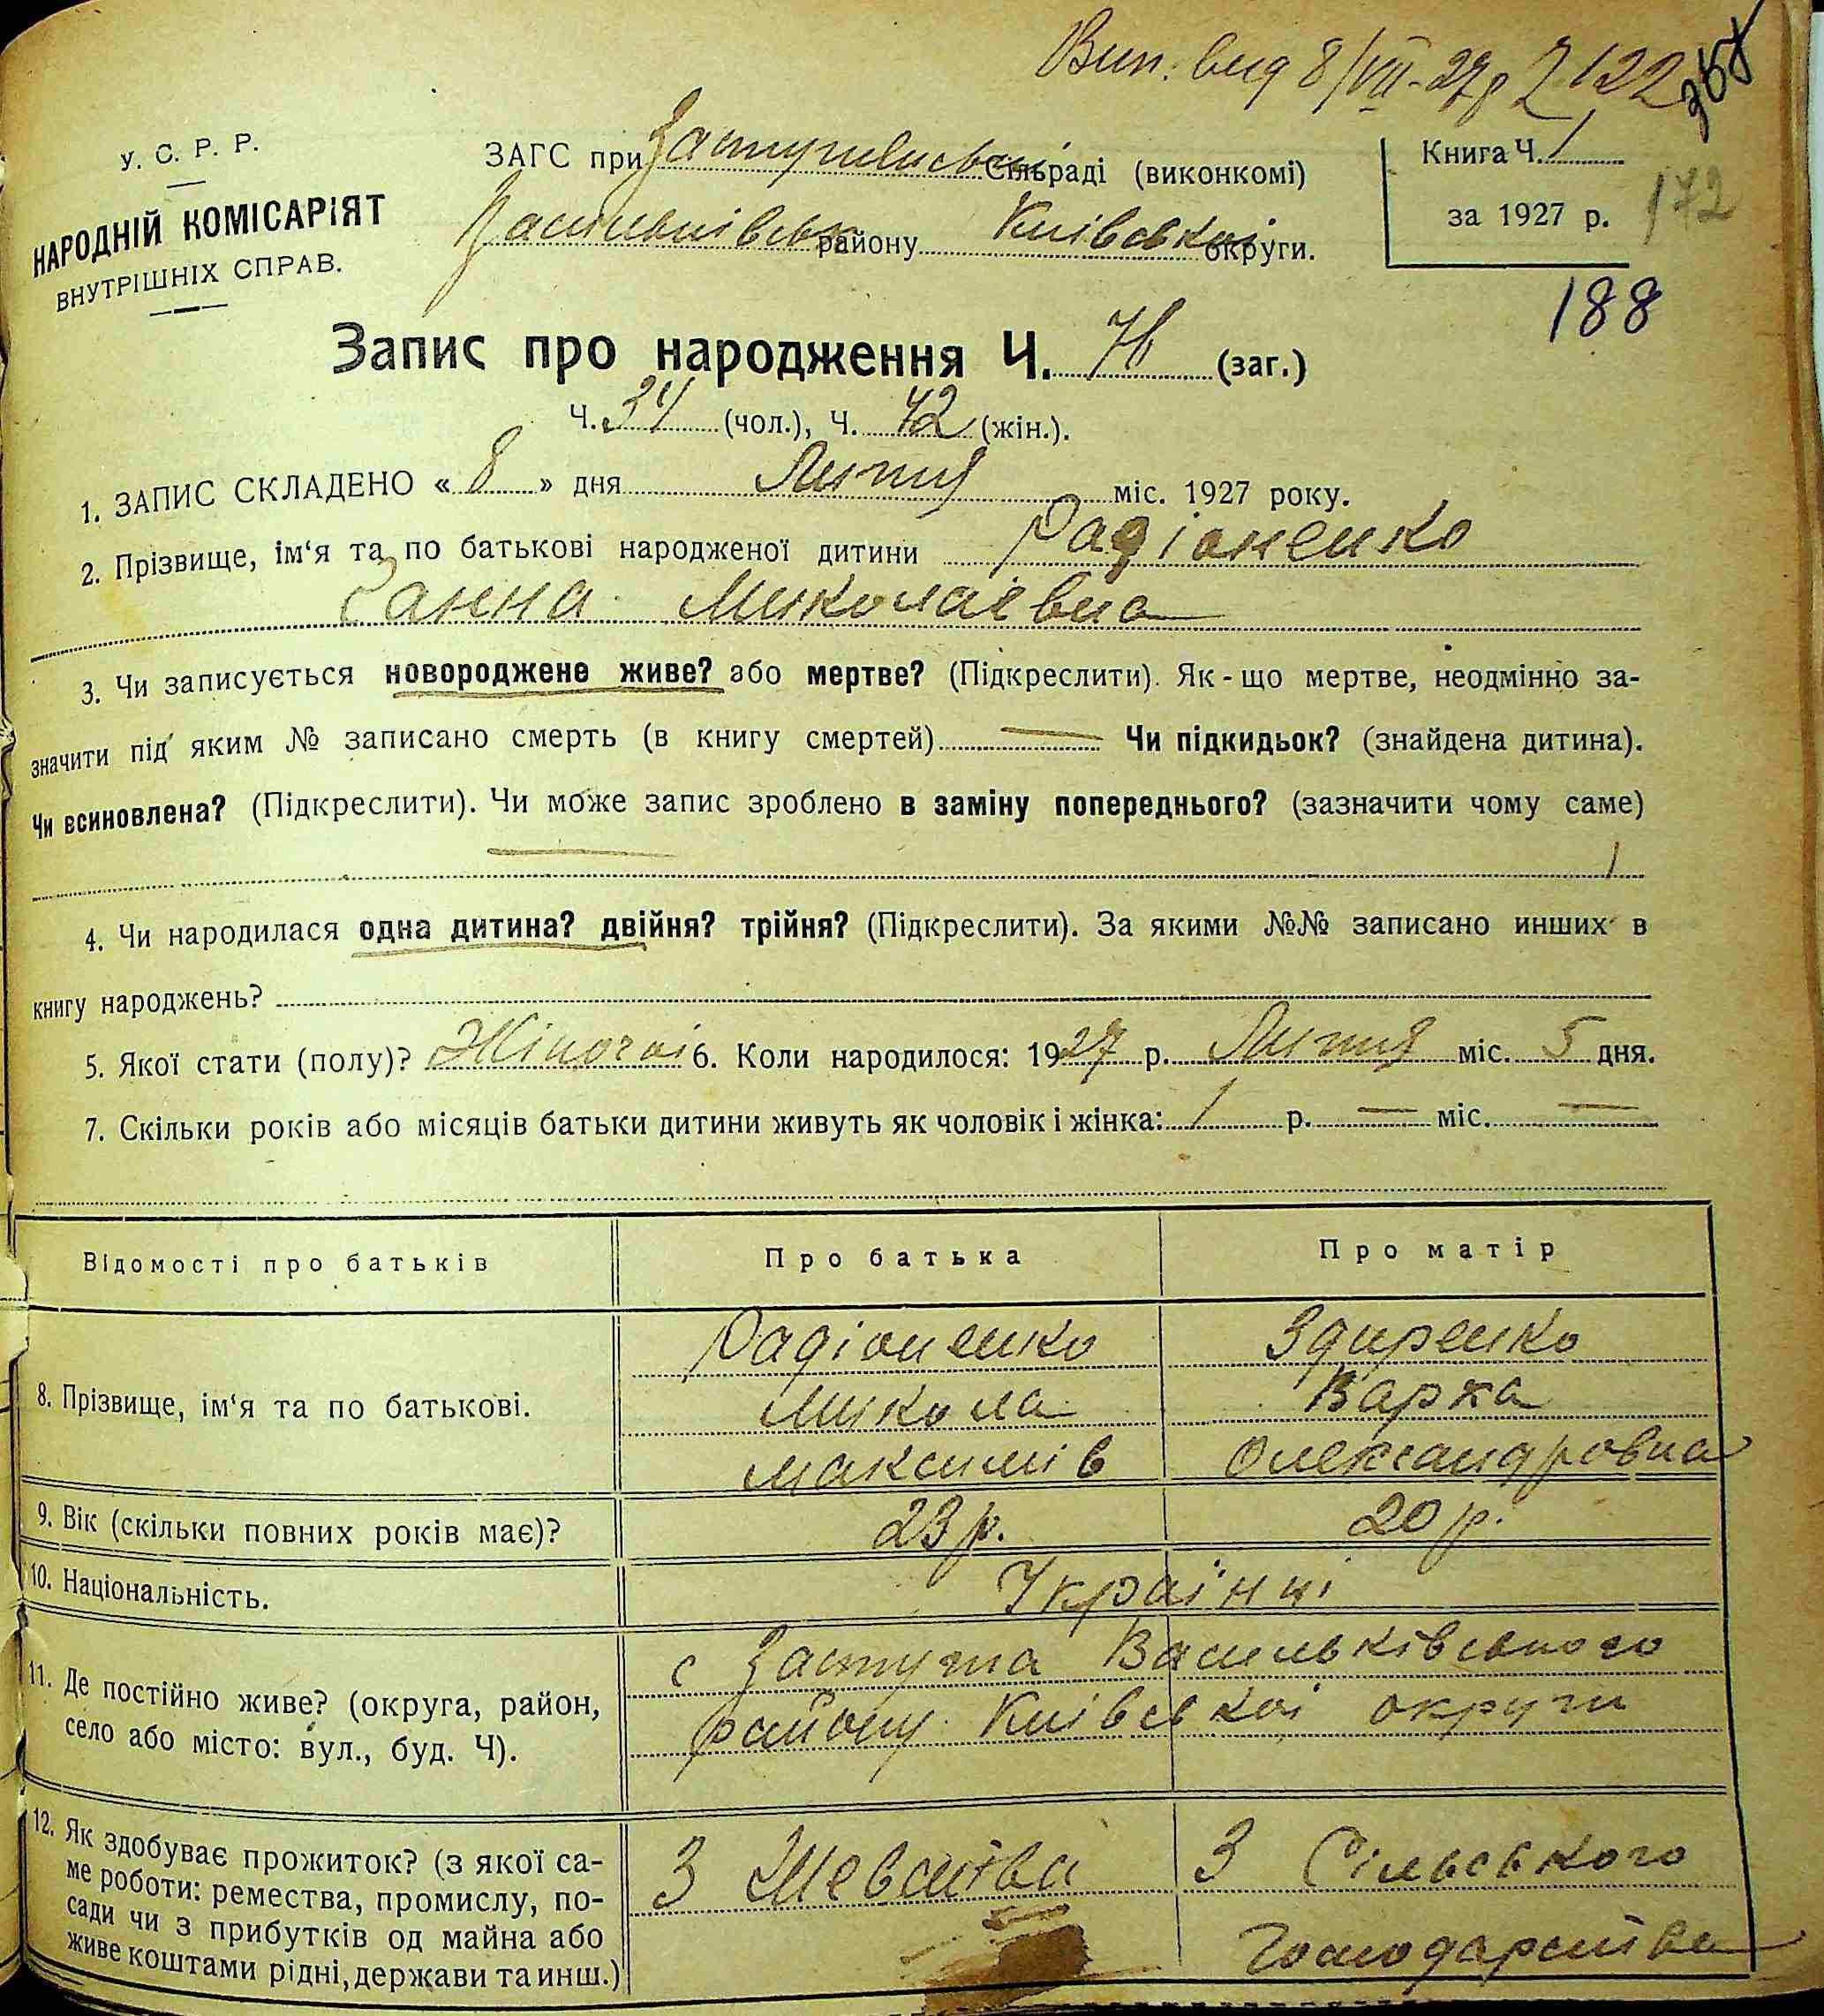 Вип. вид 8/VII-27р 122
У. С. Р. Р.
НАРОДНІЙ КОМІСАРІЯТ
ВНУТРІШНІХ СПРАВ.
ЗАГС при Застугнянській Сільраді (виконкомі)
Васильківськ району Київської округи.
Книга Ч. 1
за 1927 р.
172
188
Запис про народження Ч. 76 (заг.)
Ч. 34 (чол.), Ч. 42 (жін.).
1. ЗАПИС СКЛАДЕНО « 8 » дня Липня міс. 1927 року.
2. Прізвище, ім‘я та по батькові народженої дитини Радіоненко
Ганна Миколаївна
3. Чи записується новороджене живе? або мертве? (Підкреслити). Як-що мертве, неодмінно за-
значити під яким № записано смерть (в книгу смертей) — Чи підкидьок? (знайдена дитина).
Чи всиновлена? (Підкреслити). Чи може запис зроблено в заміну попереднього? (зазначити чому саме)
—
4. Чи народилася одна дитина? двійня? трійня? (Підкреслити). За якими №№ записано инших в
книгу народжень?
5. Якої стати (полу)? Жіночоі 6. Коли народилося: 1927 р. Липня міс. 5 дня.
7. Скільки років або місяців батьки дитини живуть як чоловік і жінка: 1 р. — міс. —
Відомості про батьків Про батька Про матір
8. Прізвище, ім‘я та по батькові.
Радіоненко Здиренко
Микола Варка
Максимів Олександровна
9. Вік (скільки повних років має)? 23 р. 20 р.
10. Національність. Українці
11. Де постійно живе? (округа, район,
село або місто: вул., буд. Ч).
с Застугна Васильківського
району Київської округи
12. Як здобуває прожиток? (з якої са-
ме роботи: ремества, промислу, по-
сади чи з прибутків од майна або
живе коштами рідні, держави та инш.)
З Шевства З Сільського
Господарства